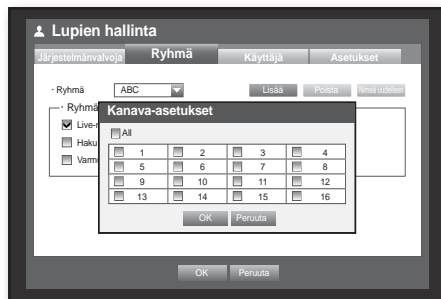 Lupien hallinta
Järjestelmänvalvoja Ryhmä Käyttäjä Asetukset
· Ryhmä ABC Lisää Poista Nimeä uudelleen
· Ryhmä
Live-
Haku
Kanava-asetukset
All
1 2 3 4
5 6 7 8
9 10 11 12
13 14 15 16
OK Peruuta
OK Peruuta